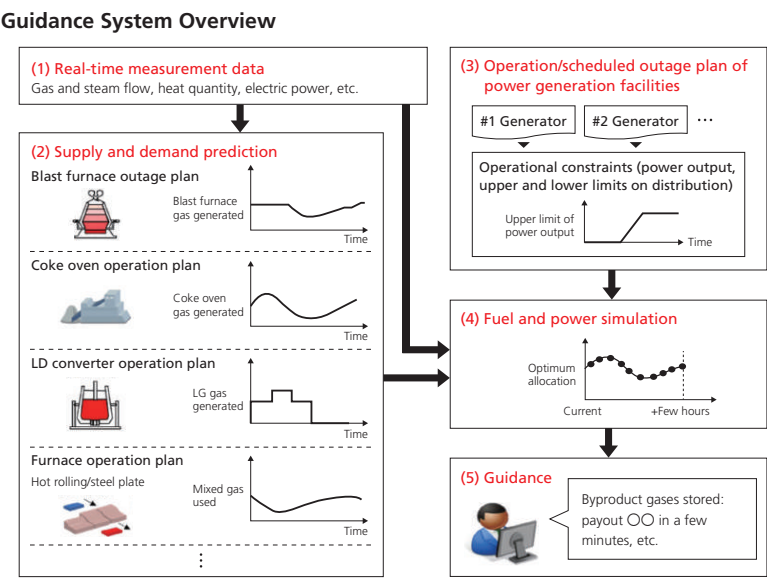 Guidance System Overview
(1) Real-time measurement data
Gas and steam flow, heat quantity, electric power, etc.
(2) Supply and demand prediction
Blast furnace outage plan
Blast furnace
gas generated
Time
Coke oven operation plan
Coke oven
gas generated
Time
LD converter operation plan
LG gas
generated
Time
Furnace operation plan
Hot rolling/steel plate
Mixed gas
used
Time
⋮
(3) Operation/scheduled outage plan of
power generation facilities
#1 Generator
#2 Generator
⋯
Operational constraints (power output,
upper and lower limits on distribution)
Upper limit of
power output
Time
(4) Fuel and power simulation
Optimum
allocation
Current
+Few hours
(5) Guidance
Byproduct gases stored:
payout ○○ in a few
minutes, etc.